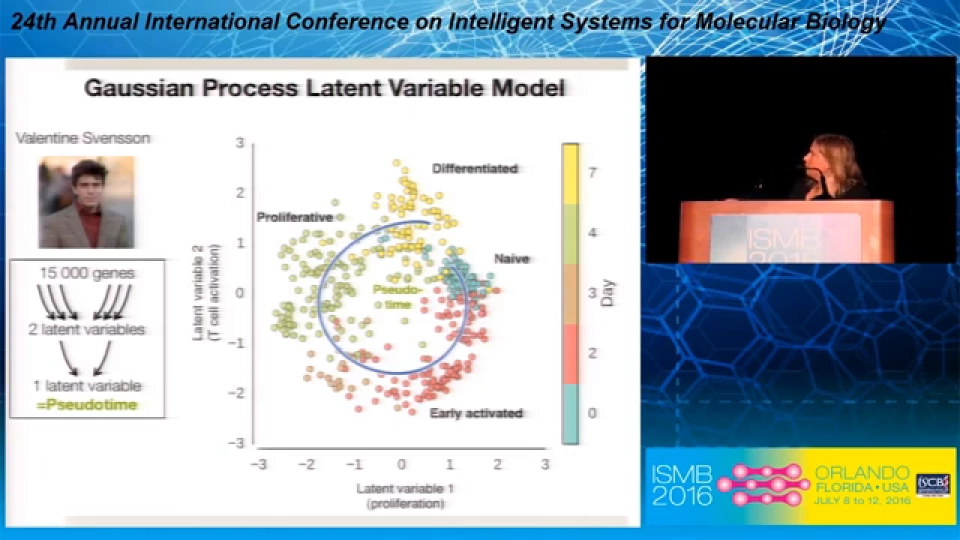 24th Annual International Conference on Intelligent Systems for Molecular Biology
Gaussian Process Latent Variable Model
Valentine Svensson
15 000 genes
2 latent variables
1 latent variable
=Pseudotime
Latent variable 2
(T cell activation)
3
2
1
0
−1
−2
−3
Differentiated
Proliferative
Naive
Pseudo-
time
Early activated
−3 −2 −1 0 1 2 3
Latent variable 1
(proliferation)
7
4
3
2
0
Day
ISMB
2016
ISMB
2016
ORLANDO
FLORIDA • USA
JULY 8 to 12, 2016
ISCB